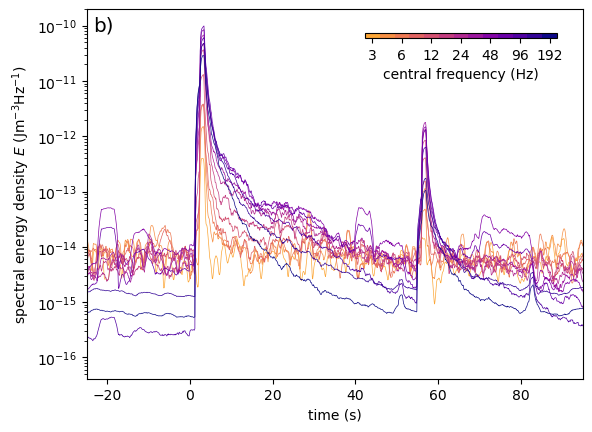 b)
3 6 12 24 48 96 192
central frequency (Hz)
spectral energy density E (Jm⁻³Hz⁻¹)
10⁻¹⁰
10⁻¹¹
10⁻¹²
10⁻¹³
10⁻¹⁴
10⁻¹⁵
10⁻¹⁶
−20 0 20 40 60 80
time (s)